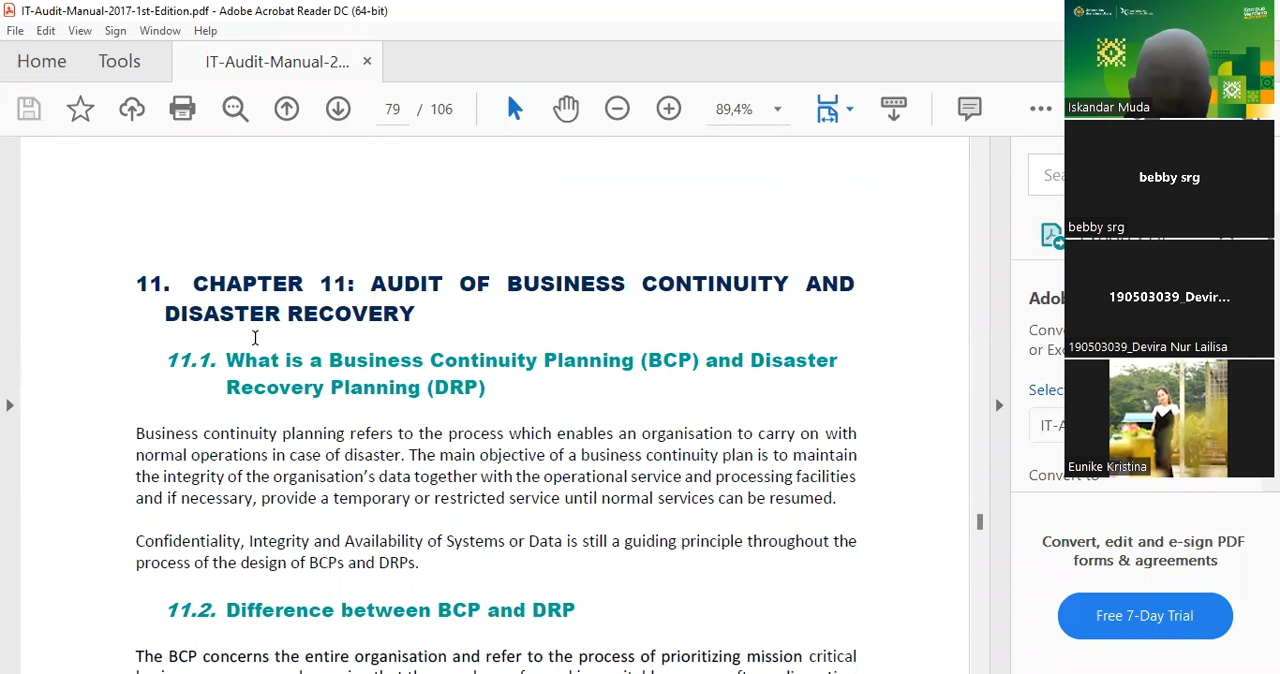 IT-Audit-Manual-2017-1st-Edition.pdf - Adobe Acrobat Reader DC (64-bit)
File Edit View Sign Window Help
Home Tools IT-Audit-Manual-2... ×
79 / 106 89,4%
11. CHAPTER 11: AUDIT OF BUSINESS CONTINUITY AND
DISASTER RECOVERY
11.1. What is a Business Continuity Planning (BCP) and Disaster
Recovery Planning (DRP)
Business continuity planning refers to the process which enables an organisation to carry on with
normal operations in case of disaster. The main objective of a business continuity plan is to maintain
the integrity of the organisation's data together with the operational service and processing facilities
and if necessary, provide a temporary or restricted service until normal services can be resumed.
Confidentiality, Integrity and Availability of Systems or Data is still a guiding principle throughout the
process of the design of BCPs and DRPs.
11.2. Difference between BCP and DRP
The BCP concerns the entire organisation and refer to the process of prioritizing mission critical
Sea
Adob
Conve
or Ex
Selec
IT-A
Convert to
Convert, edit and e-sign PDF
forms & agreements
Free 7-Day Trial
Iskandar Muda
bebby srg
bebby srg
190503039_Devir...
190503039_Devira Nur Lailisa
Eunike Kristina